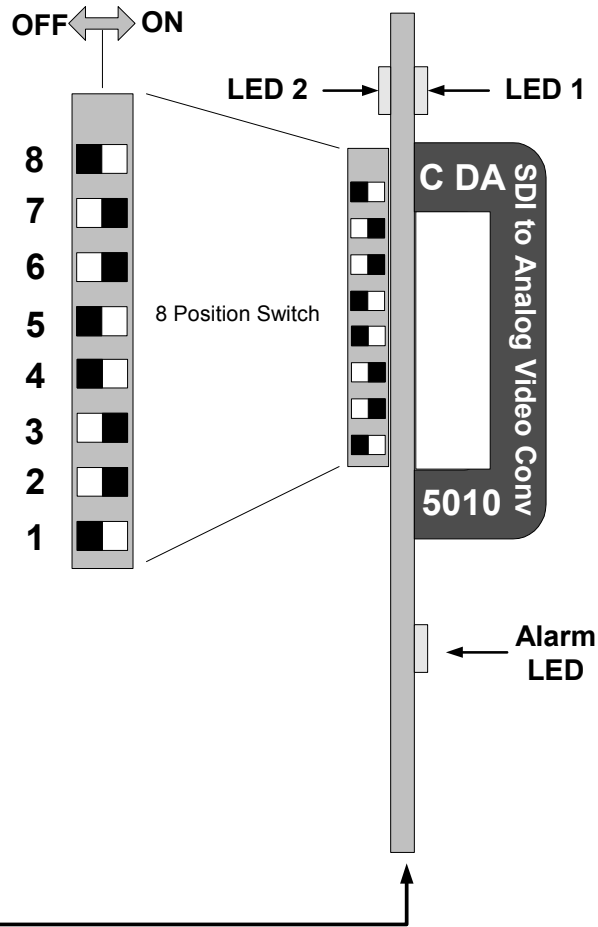 OFF ON
LED 2
LED 1
8
7
6
5
4
3
2
1
8 Position Switch
C DA
SDI to Analog Video Conv
5010
Alarm
LED